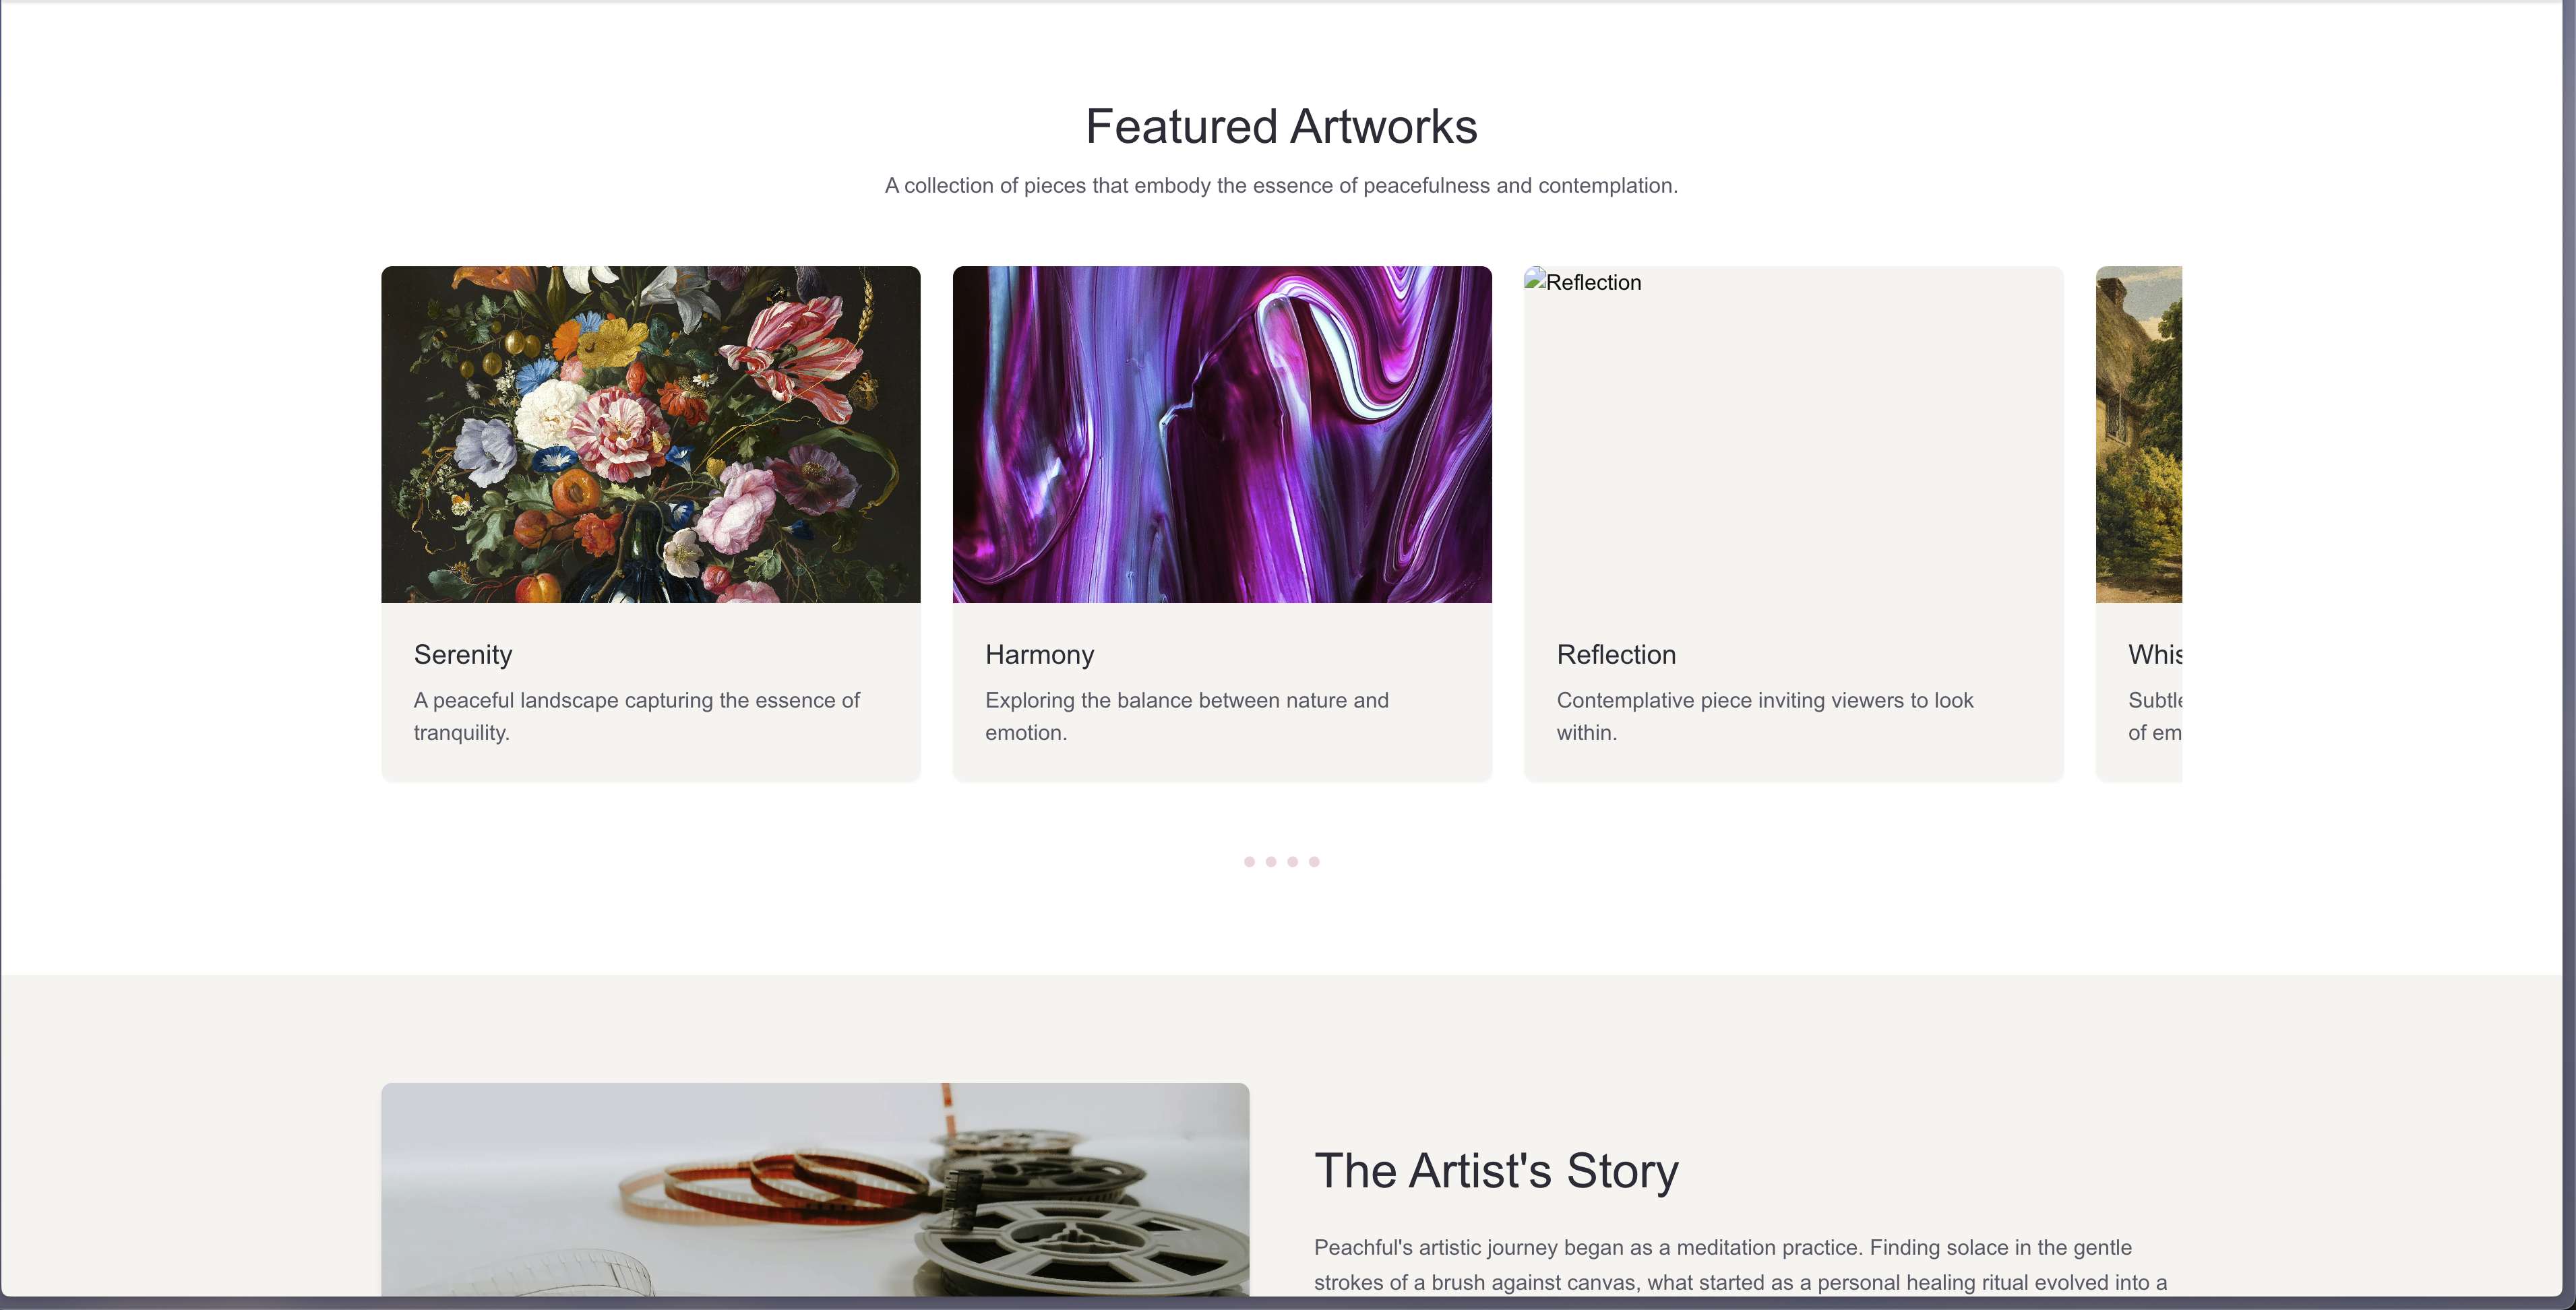 Featured Artworks
A collection of pieces that embody the essence of peacefulness and contemplation.
Reflection
Serenity
A peaceful landscape capturing the essence of
tranquility.
Harmony
Exploring the balance between nature and
emotion.
Reflection
Contemplative piece inviting viewers to look
within.
Whis
Subtle
of em
The Artist's Story
Peachful's artistic journey began as a meditation practice. Finding solace in the gentle
strokes of a brush against canvas, what started as a personal healing ritual evolved into a